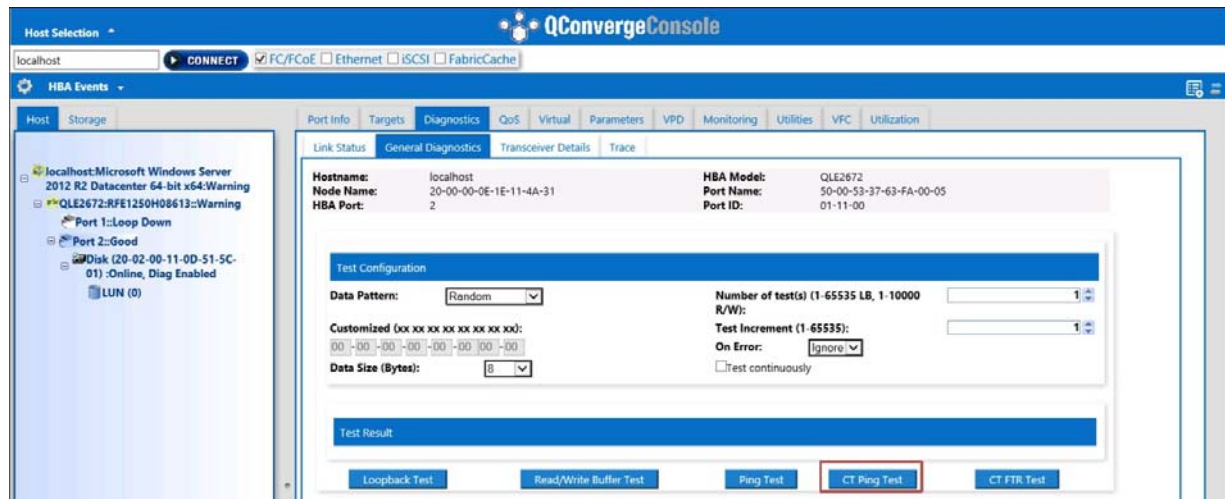 Host Selection
QConvergeConsole
localhost
CONNECT
FC/FCoE Ethernet iSCSI FabricCache
HBA Events
Host Storage
localhost:Microsoft Windows Server
2012 R2 Datacenter 64-bit x64:Warning
QLE2672:RFE1250H08613::Warning
Port 1::Loop Down
Port 2::Good
Disk (20-02-00-11-0D-51-5C-
01) :Online, Diag Enabled
LUN (0)
Port Info Targets Diagnostics QoS Virtual Parameters VPD Monitoring Utilities VFC Utilization
Link Status General Diagnostics Transceiver Details Trace
Hostname: localhost HBA Model: QLE2672
Node Name: 20-00-00-0E-1E-11-4A-31 Port Name: 50-00-53-37-63-FA-00-05
HBA Port: 2 Port ID: 01-11-00
Test Configuration
Data Pattern: Random Number of test(s) (1-65535 LB, 1-10000
R/W): 1
Customized (xx xx xx xx xx xx xx xx): Test Increment (1-65535): 1
00 -00 -00 -00 -00 -00 00 -00 On Error: Ignore
Data Size (Bytes): 8 Test continuously
Test Result
Loopback Test Read/Write Buffer Test Ping Test CT Ping Test CT FTR Test